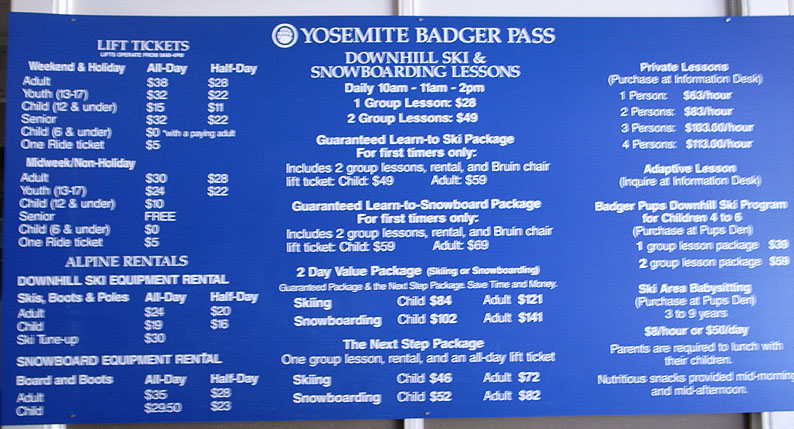 LIFT TICKETS
LIFTS OPERATE FROM 9AM-4PM
Weekend & Holiday All-Day Half-Day
Adult $38 $28
Youth (13-17) $32 $22
Child (12 & under) $15 $11
Senior $32 $22
Child (6 & under) $0 *with a paying adult
One Ride ticket $5
Midweek/Non-Holiday
Adult $30 $28
Youth (13-17) $24 $22
Child (12 & under) $10
Senior FREE
Child (6 & under) $0
One Ride ticket $5
ALPINE RENTALS
DOWNHILL SKI EQUIPMENT RENTAL
Skis, Boots & Poles All-Day Half-Day
Adult $24 $20
Child $19 $16
Ski Tune-up $30
SNOWBOARD EQUIPMENT RENTAL
Board and Boots All-Day Half-Day
Adult $35 $28
Child $29.50 $23
YOSEMITE BADGER PASS
DOWNHILL SKI &
SNOWBOARDING LESSONS
Daily 10am - 11am - 2pm
1 Group Lesson: $28
2 Group Lessons: $49
Guaranteed Learn-to Ski Package
For first timers only:
Includes 2 group lessons, rental, and Bruin chair
lift ticket: Child: $49 Adult: $59
Guaranteed Learn-to-Snowboard Package
For first timers only:
Includes 2 group lessons, rental, and Bruin chair
lift ticket: Child: $59 Adult: $69
2 Day Value Package (Skiing or Snowboarding)
Guaranteed Package & the Next Step Package. Save Time and Money.
Skiing Child $84 Adult $121
Snowboarding Child $102 Adult $141
The Next Step Package
One group lesson, rental, and an all-day lift ticket
Skiing Child $46 Adult $72
Snowboarding Child $52 Adult $82
Private Lessons
(Purchase at Information Desk)
1 Person: $63/hour
2 Persons: $83/hour
3 Persons: $103.00/hour
4 Persons: $113.00/hour
Adaptive Lesson
(Inquire at Information Desk)
Badger Pups Downhill Ski Program
for Children 4 to 6
(Purchase at Pups Den)
1 group lesson package $39
2 group lesson package $59
Ski Area Babysitting
(Purchase at Pups Den)
3 to 9 years
$8/hour or $50/day
Parents are required to lunch with
their children.
Nutritious snacks provided mid-morning
and mid-afternoon.